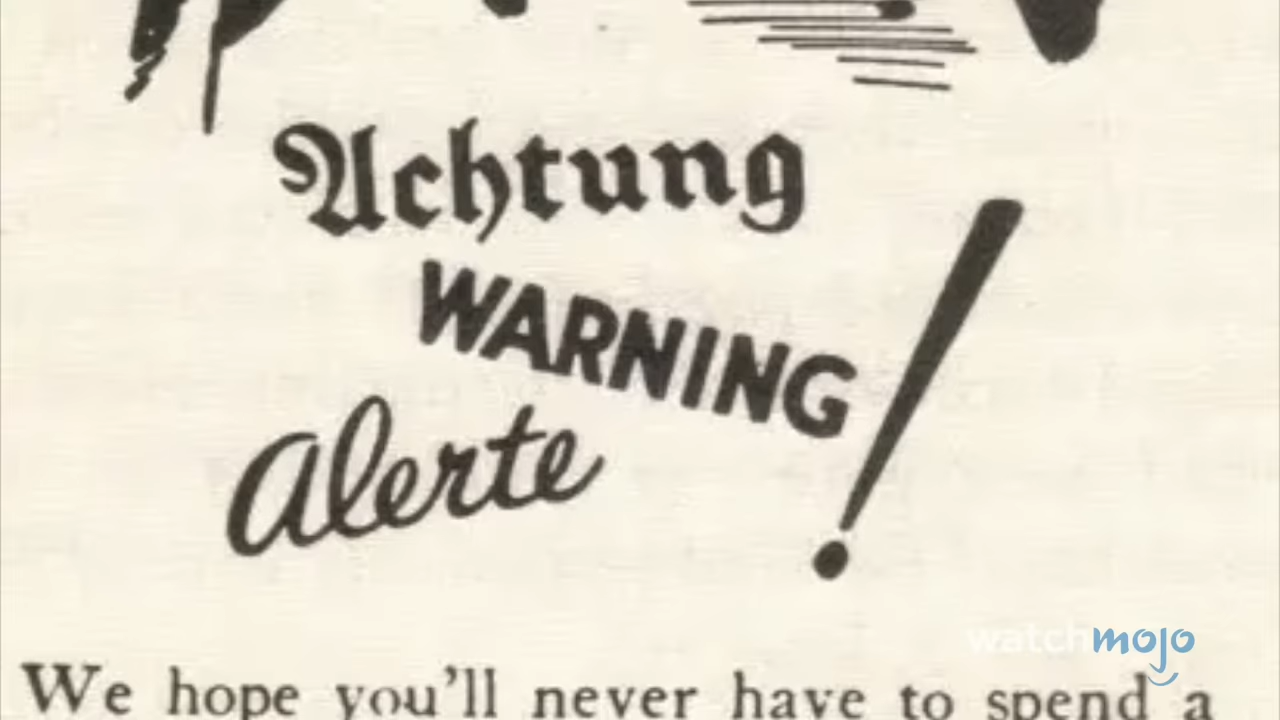 Achtung
WARNING!
Alerte
We hope you'll never have to spend a
watchmojo